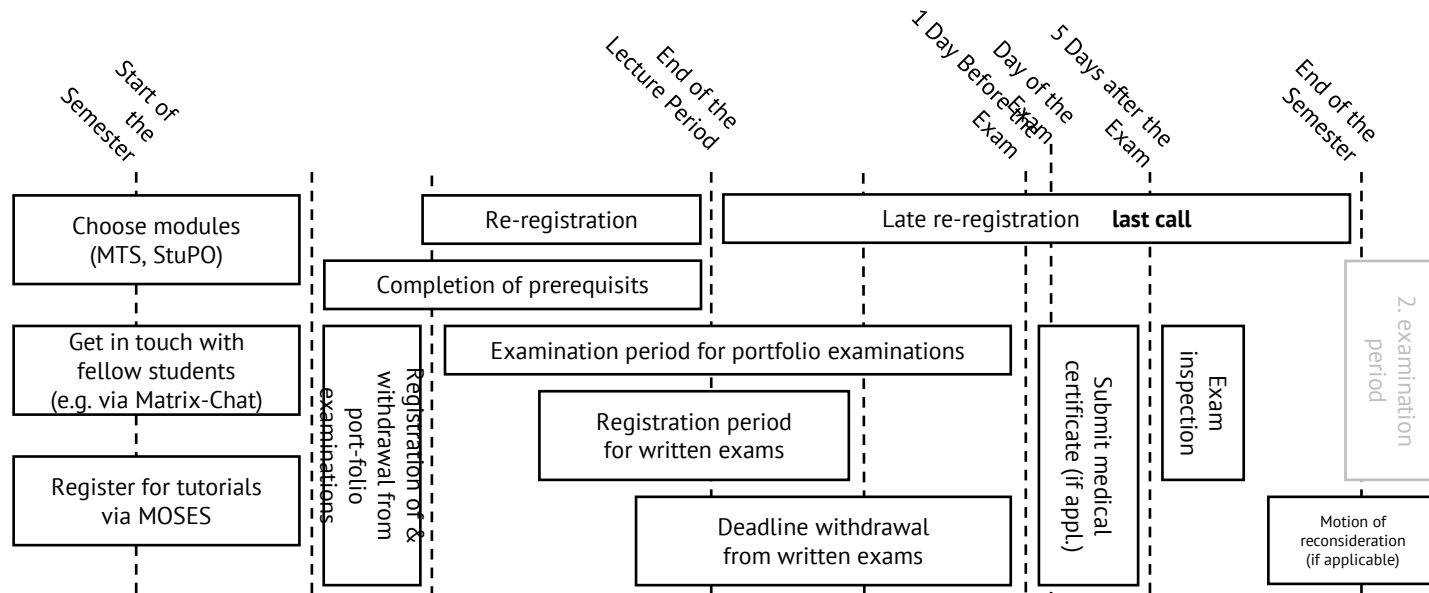 Start of
the
Semester
End of the
Lecture Period
1 Day Before the
Exam
Day of the
Exam
5 Days after the
Exam
End of the
Semester
Choose modules
(MTS, StuPO)
Re-registration
Late re-registration last call
Completion of prerequisits
2. examination
period
Get in touch with
fellow students
(e.g. via Matrix-Chat)
Registration of &
withdrawal from
port-folio
examinations
Examination period for portfolio examinations
Submit medical
certificate (if appl.)
Exam
inspection
Registration period
for written exams
Register for tutorials
via MOSES
Deadline withdrawal
from written exams
Motion of
reconsideration
(if applicable)